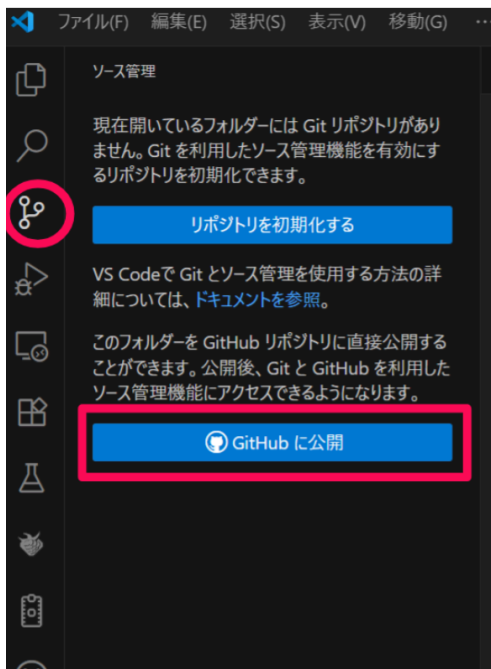 ファイル(F) 編集(E) 選択(S) 表示(V) 移動(G) …
ソース管理
現在開いているフォルダーには Git リポジトリがあり
ません。Git を利用したソース管理機能を有効にす
るリポジトリを初期化できます。
リポジトリを初期化する
VS Codeで Git とソース管理を使用する方法の詳
細については、ドキュメントを参照。
このフォルダーを GitHub リポジトリに直接公開する
ことができます。公開後、Git と GitHub を利用した
ソース管理機能にアクセスできるようになります。
GitHub に公開